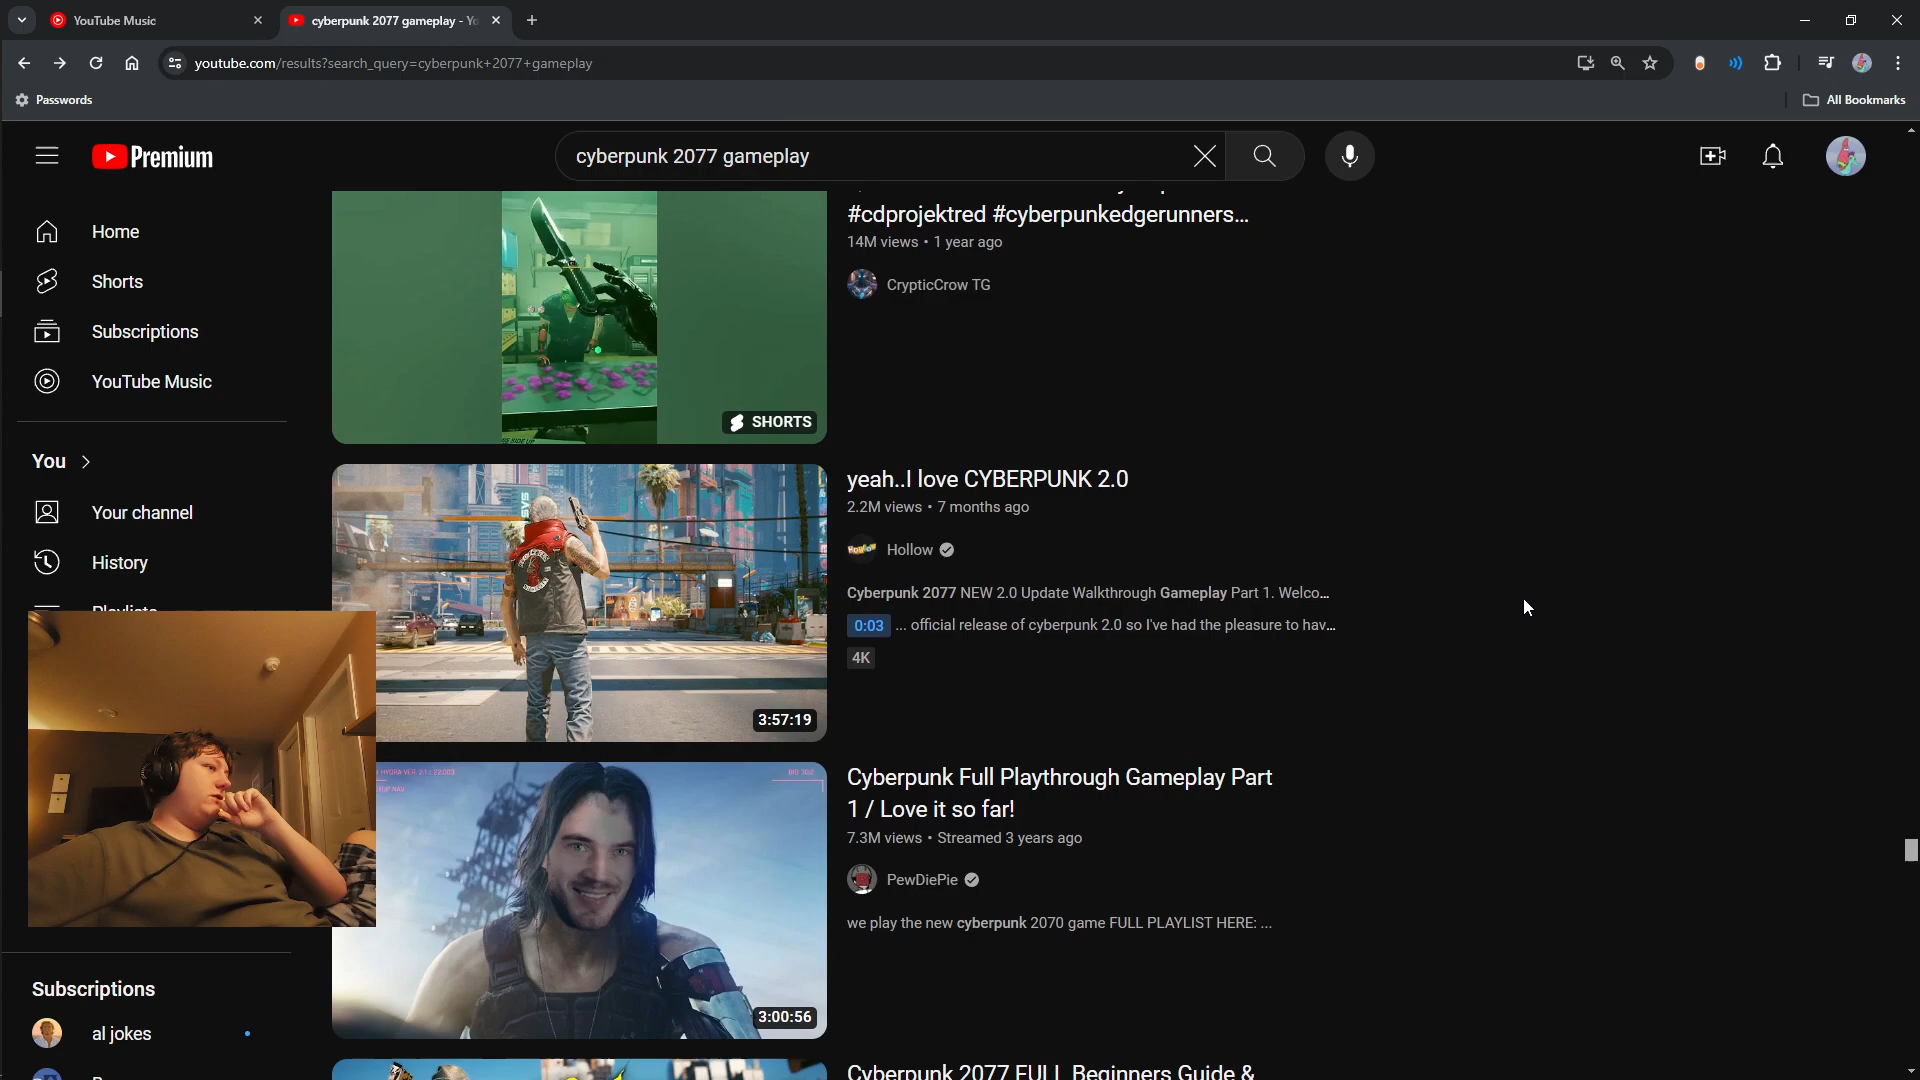 YouTube Music
cyberpunk 2077 gameplay - Yo
youtube.com/results?search_query=cyberpunk+2077+gameplay
Passwords
All Bookmarks
Premium
cyberpunk 2077 gameplay
Home
Shorts
Subscriptions
YouTube Music
You
Your channel
History
Playlists
Subscriptions
al jokes
SHORTS
#cdprojektred #cyberpunkedgerunners...
14M views • 1 year ago
CrypticCrow TG
3:57:19
yeah..I love CYBERPUNK 2.0
2.2M views • 7 months ago
Hollow
Cyberpunk 2077 NEW 2.0 Update Walkthrough Gameplay Part 1. Welco...
0:03 ... official release of cyberpunk 2.0 so I've had the pleasure to hav...
4K
3:00:56
Cyberpunk Full Playthrough Gameplay Part
1 / Love it so far!
7.3M views • Streamed 3 years ago
PewDiePie
we play the new cyberpunk 2070 game FULL PLAYLIST HERE: ...
Cyberpunk 2077 FULL Beginners Guide &